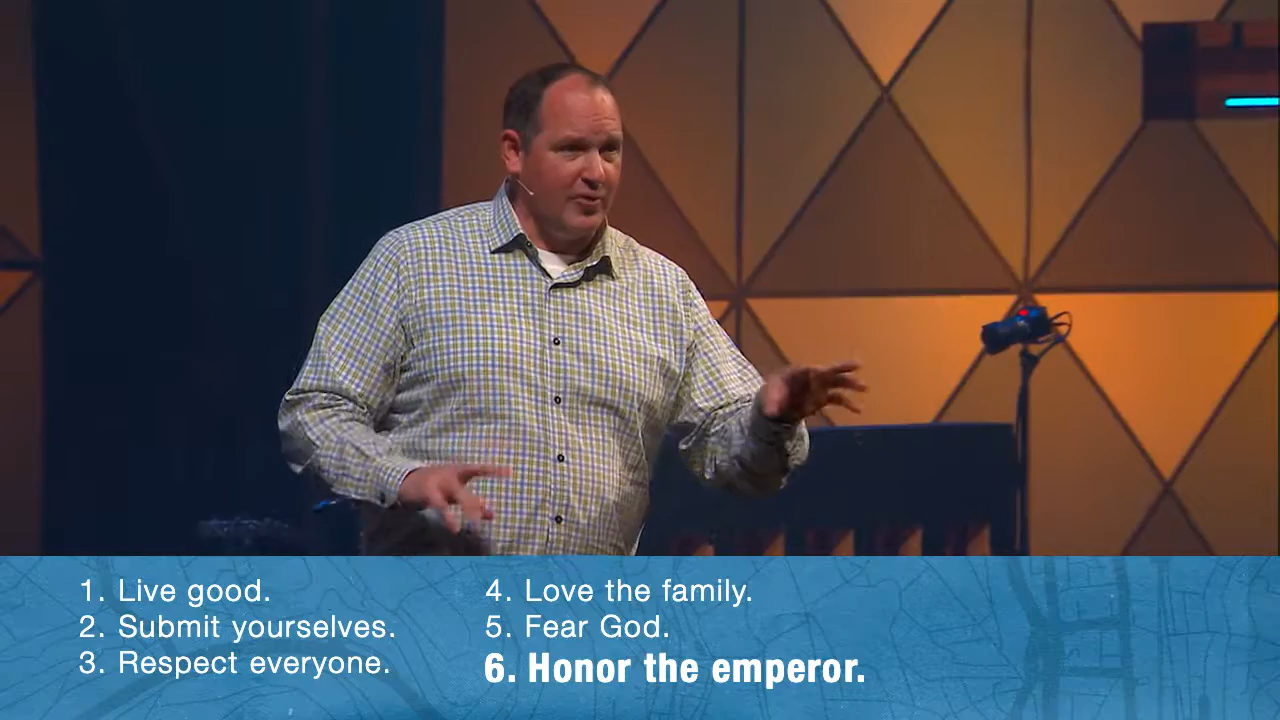 1. Live good.
2. Submit yourselves.
3. Respect everyone.
4. Love the family.
5. Fear God.
6. Honor the emperor.